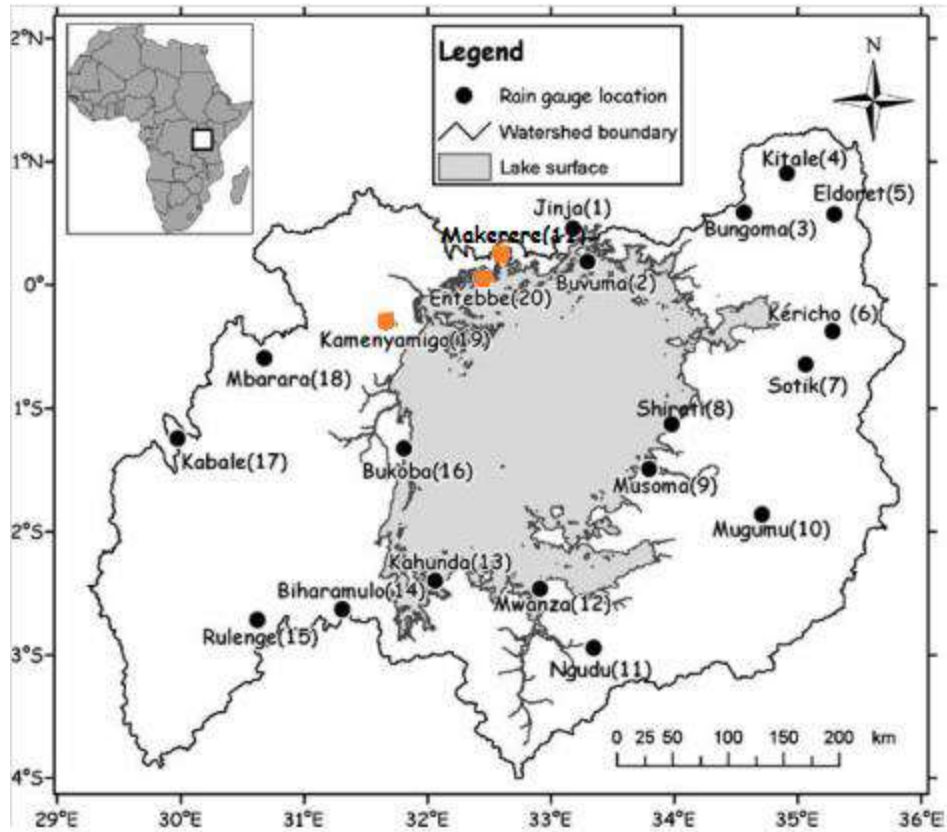 2°N
Legend
N
Rain gauge location
Watershed boundary
Lake surface
1°N
Kitale(4)
Eldoret(5)
Jinja(1)
Bungoma(3)
Makerere(11)
Buvuma(2)
0°
Entebbe(20)
Kéricho (6)
Kamenyamigo(19)
Mbarara(18)
Sotik(7)
1°S
Shirati(8)
Kabale(17)
Bukoba(16)
Musoma(9)
2°S
Mugumu(10)
Kahunda(13)
Biharamulo(14)
Mwanza(12)
Rulenge(15)
3°S
Ngudu(11)
0 25 50 100 150 200 km
4°S
29°E 30°E 31°E 32°E 33°E 34°E 35°E 36°E